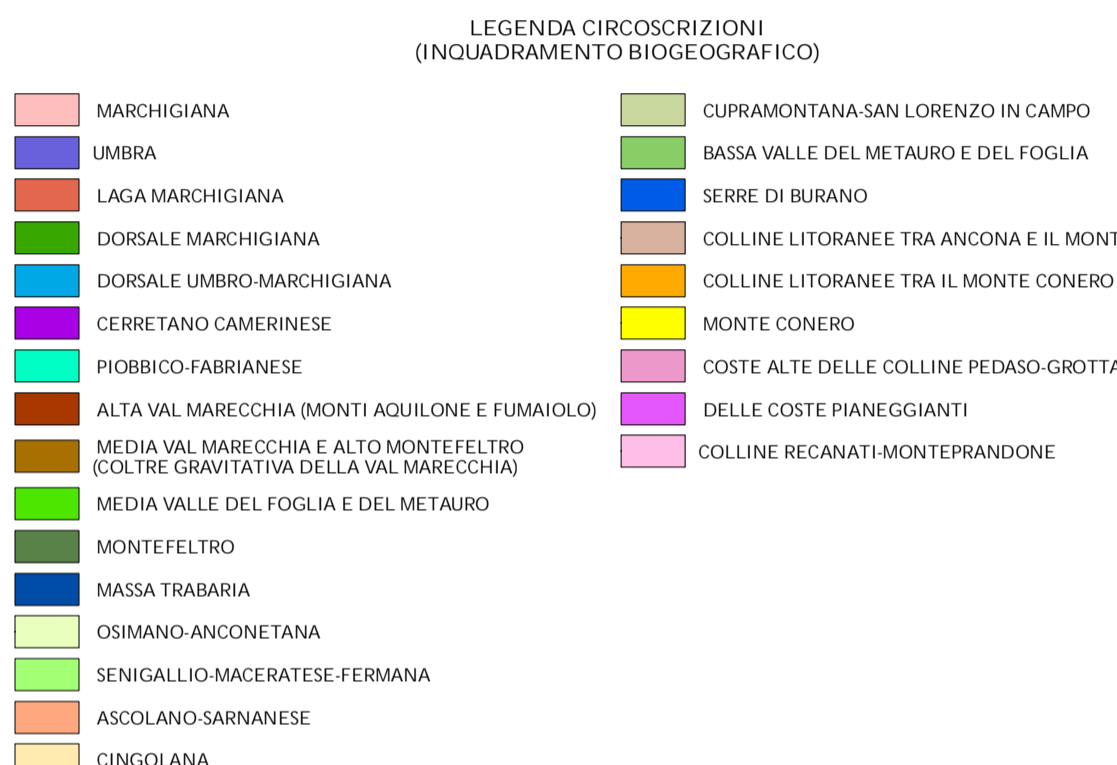 LEGENDA CIRCOSCRIZIONI
(INQUADRAMENTO BIOGEOGRAFICO)
MARCHIGIANA
UMBRA
LAGA MARCHIGIANA
DORSALE MARCHIGIANA
DORSALE UMBRO-MARCHIGIANA
CERRETANO CAMERINESE
PIOBBICO-FABRIANESE
ALTA VAL MARECCHIA (MONTI AQUILONE E FUMAIOLO)
MEDIA VAL MARECCHIA E ALTO MONTEFELTRO
(COLTRE GRAVITATIVA DELLA VAL MARECCHIA)
MEDIA VALLE DEL FOGLIA E DEL METAURO
MONTEFELTRO
MASSA TRABARIA
OSIMANO-ANCONETANA
SENIGALLIO-MACERATESE-FERMANA
ASCOLANO-SARNANESE
CINGOLANA
CUPRAMONTANA-SAN LORENZO IN CAMPO
BASSA VALLE DEL METAURO E DEL FOGLIA
SERRE DI BURANO
COLLINE LITORANEE TRA ANCONA E IL MONT
COLLINE LITORANEE TRA IL MONTE CONERO
MONTE CONERO
COSTE ALTE DELLE COLLINE PEDASO-GROTTA
DELLE COSTE PIANEGGIANTI
COLLINE RECANATI-MONTEPRANDONE